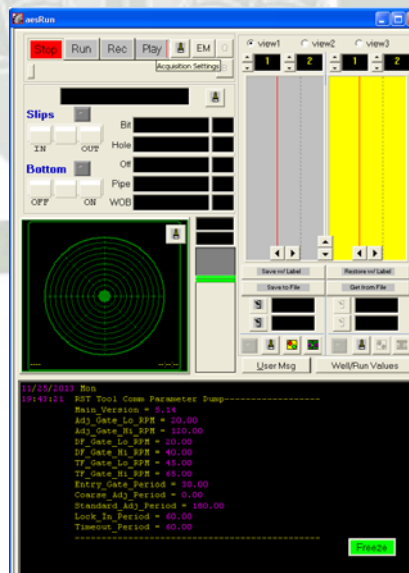 aesRun
Stop Run Rec Play EM
Acquisition Settings
view1 view2 view3
1 2 1 2
Slips
IN OUT
Bit
Hole
Bottom
Off
Pipe
OFF ON
WOB
Save w/ Label Restore w/ Label
Save to File Get from File
User Msg Well/Run Values
11/25/2013 Mon
19:43:21 RST Tool Comm Parameter Dump------------------
Main_Version = 5.14
Adj_Gate_Lo_RPM = 20.00
Adj_Gate_Hi_RPM = 120.00
DF_Gate_Lo_RPM = 20.00
DF_Gate_Hi_RPM = 40.00
TF_Gate_Lo_RPM = 45.00
TF_Gate_Hi_RPM = 65.00
Entry_Gate_Period = 30.00
Coarse_Adj_Period = 0.00
Standard_Adj_Period = 180.00
Lock_In_Period = 60.00
Timeout_Period = 60.00
----------------------------------------------
Freeze